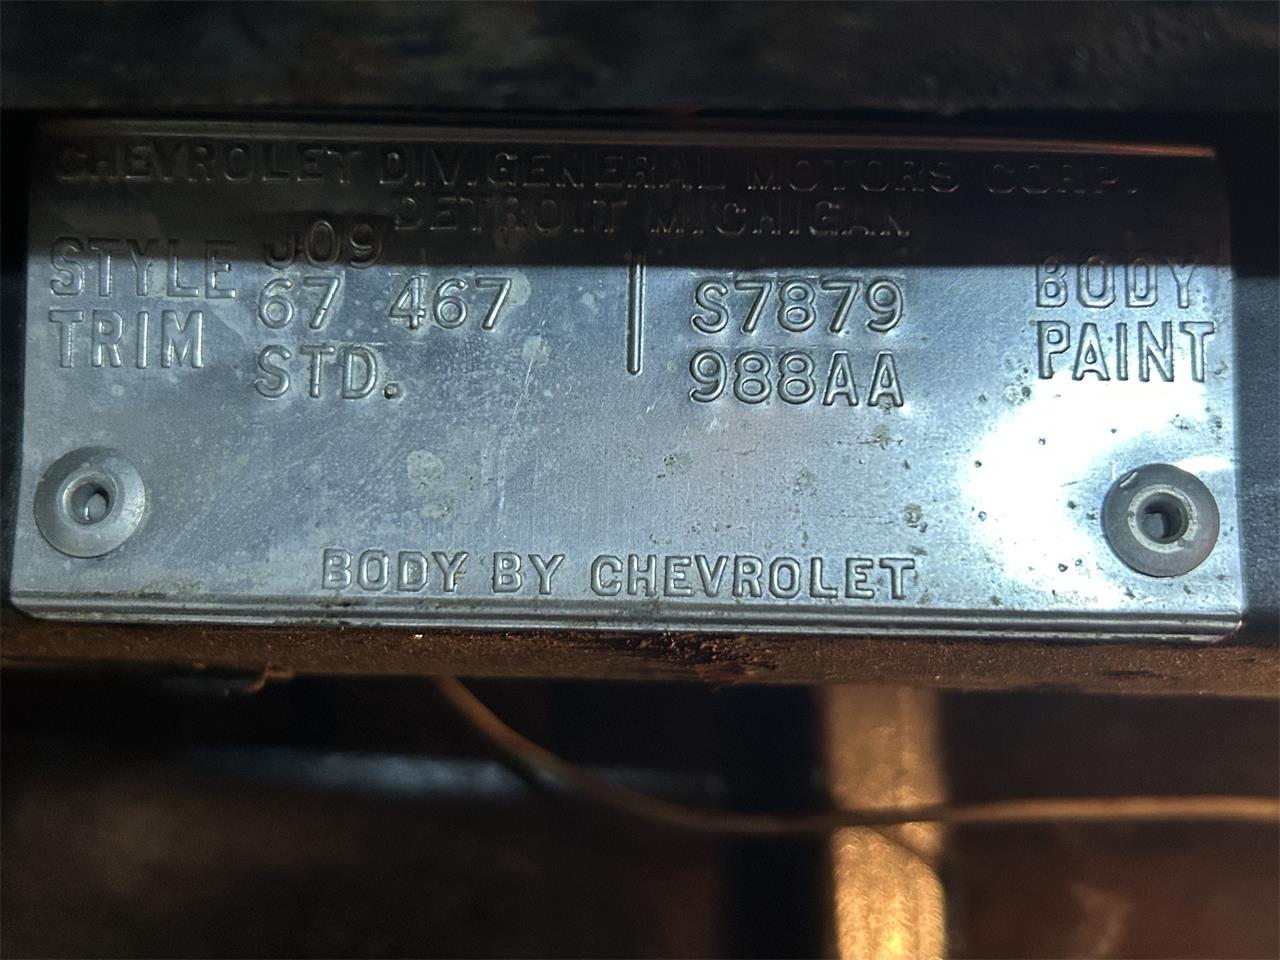 CHEVROLET DIV. GENERAL MOTORS CORP.
DETROIT MICHIGAN
J09
STYLE 67 467 S7879 BODY
TRIM STD. 988AA PAINT
BODY BY CHEVROLET